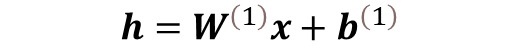 𝒉 = 𝑾⁽¹⁾𝒙 + 𝒃⁽¹⁾